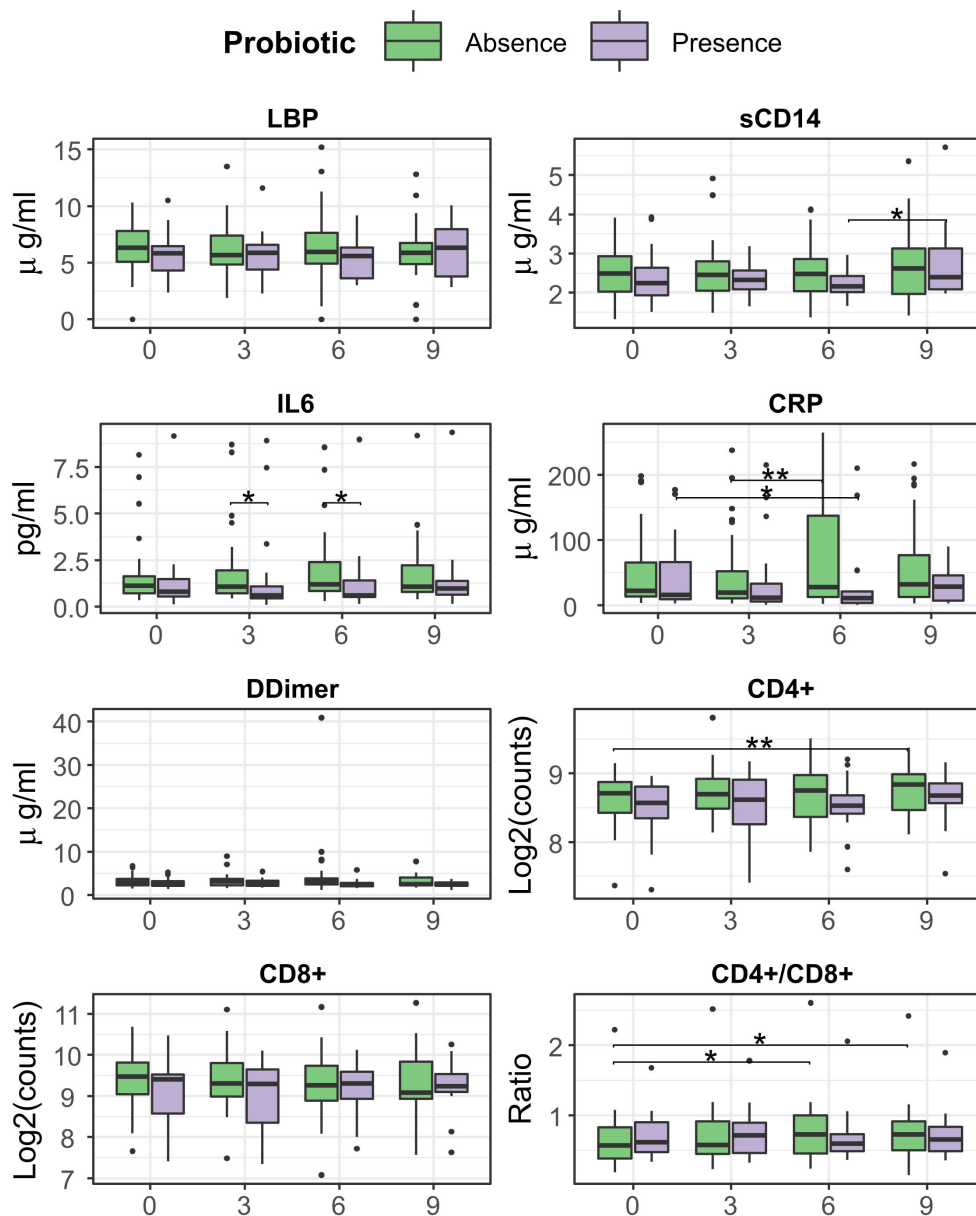 Probiotic Absence Presence
LBP
μ g/ml
15
10
5
0
0 3 6 9
sCD14
μ g/ml
5
4
3
2
*
0 3 6 9
IL6
pg/ml
7.5
5.0
2.5
0.0
* *
0 3 6 9
CRP
μ g/ml
200
100
0
**
*
0 3 6 9
DDimer
μ g/ml
40
30
20
10
0
0 3 6 9
CD4+
Log2(counts)
9
8
**
0 3 6 9
CD8+
Log2(counts)
11
10
9
8
7
0 3 6 9
CD4+/CD8+
Ratio
2
1
*
*
0 3 6 9